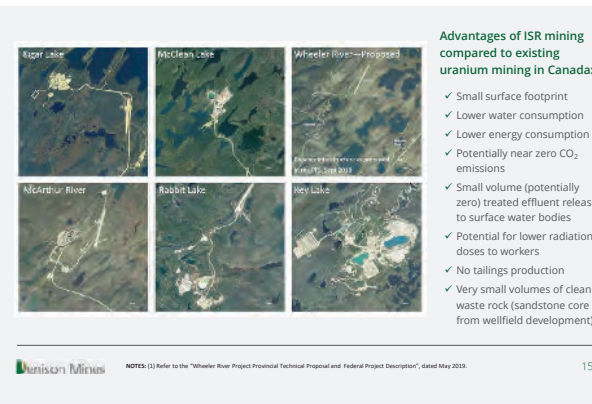 Cigar Lake
McClean Lake
Wheeler River—Proposed
McArthur River
Rabbit Lake
Key Lake
Advantages of ISR mining
compared to existing
uranium mining in Canada:
✓ Small surface footprint
✓ Lower water consumption
✓ Lower energy consumption
✓ Potentially near zero CO₂
emissions
✓ Small volume (potentially
zero) treated effluent releas
to surface water bodies
✓ Potential for lower radiation
doses to workers
✓ No tailings production
✓ Very small volumes of clean
waste rock (sandstone core
from wellfield development)
Denison Mines
NOTES: (1) Refer to the “Wheeler River Project Provincial Technical Proposal and Federal Project Description”, dated May 2019.
15